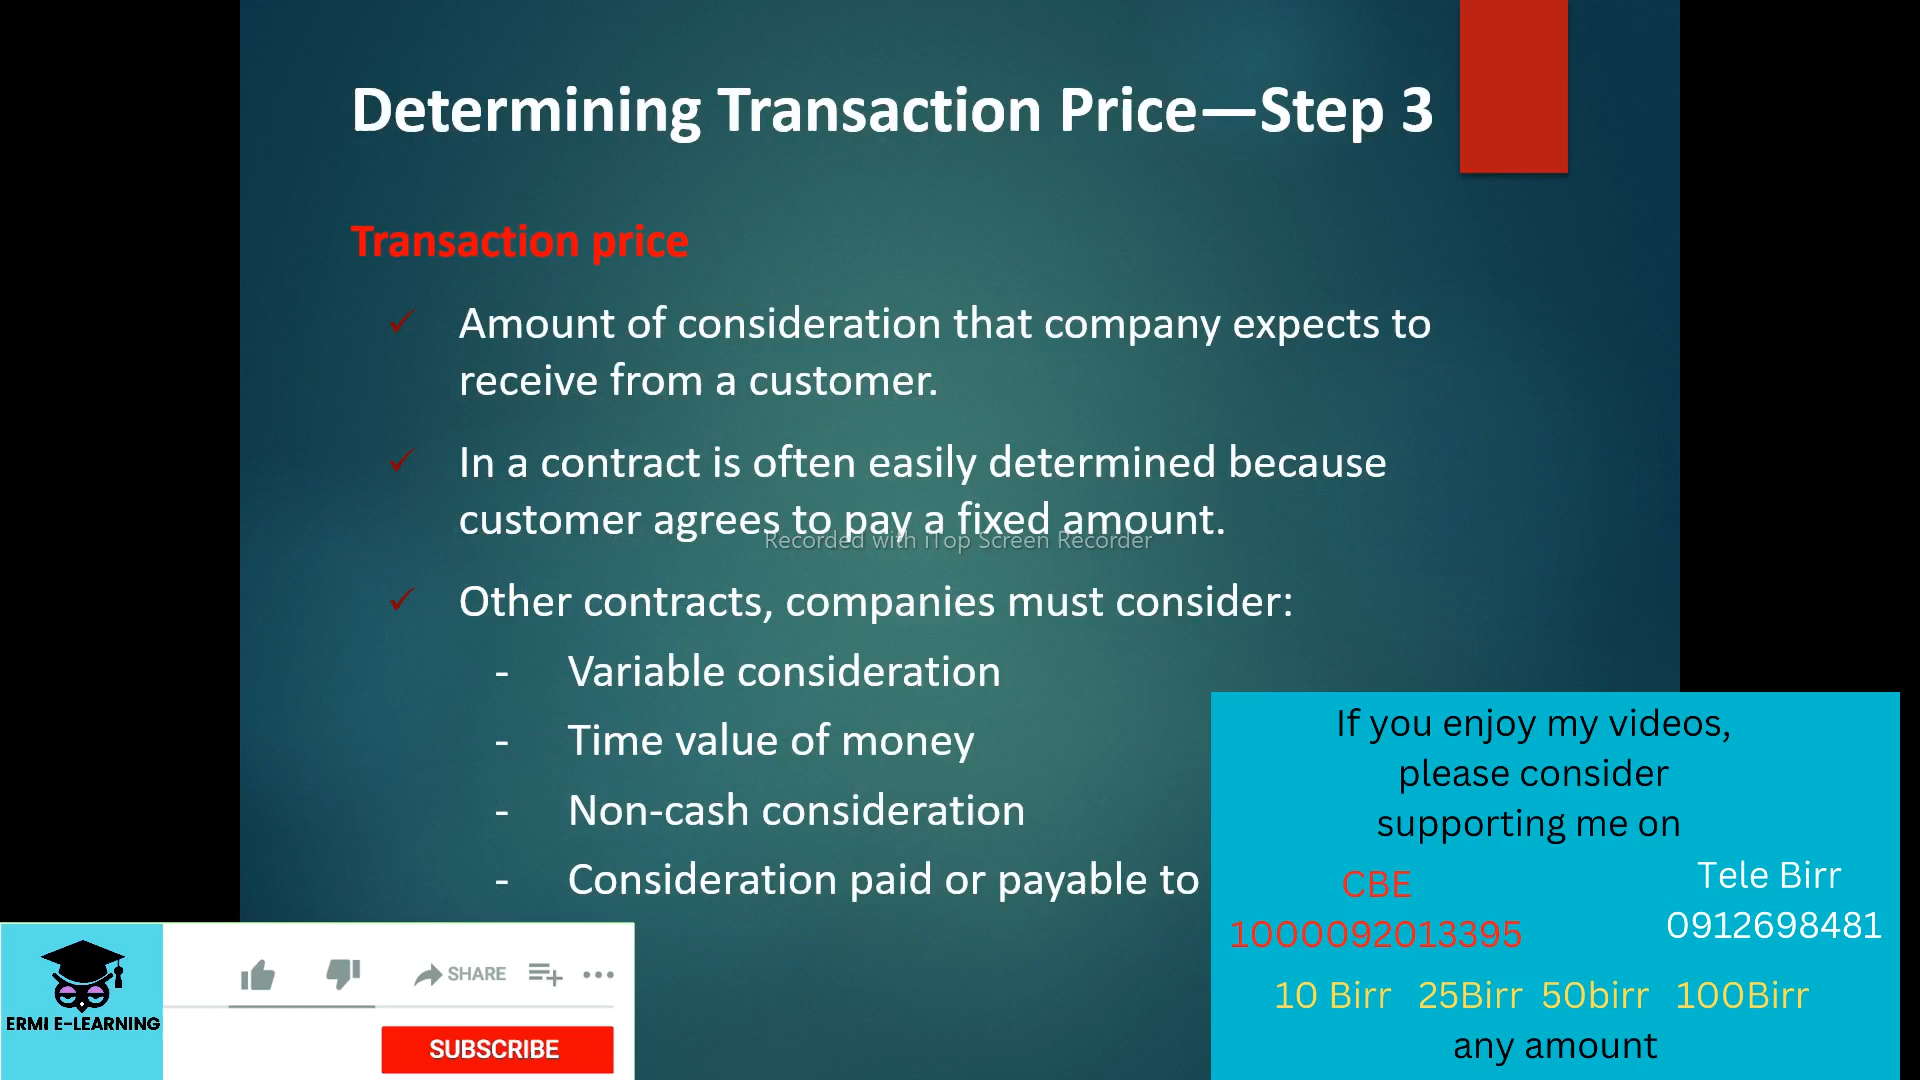 Determining Transaction Price—Step 3
Transaction price
✓ Amount of consideration that company expects to
receive from a customer.
✓ In a contract is often easily determined because
customer agrees to pay a fixed amount.
Recorded with iTop Screen Recorder
✓ Other contracts, companies must consider:
- Variable consideration
- Time value of money
- Non-cash consideration
- Consideration paid or payable to
If you enjoy my videos,
please consider
supporting me on
CBE
1000092013395
Tele Birr
0912698481
10 Birr 25Birr 50birr 100Birr
any amount
ERMI E-LEARNING
SHARE
SUBSCRIBE